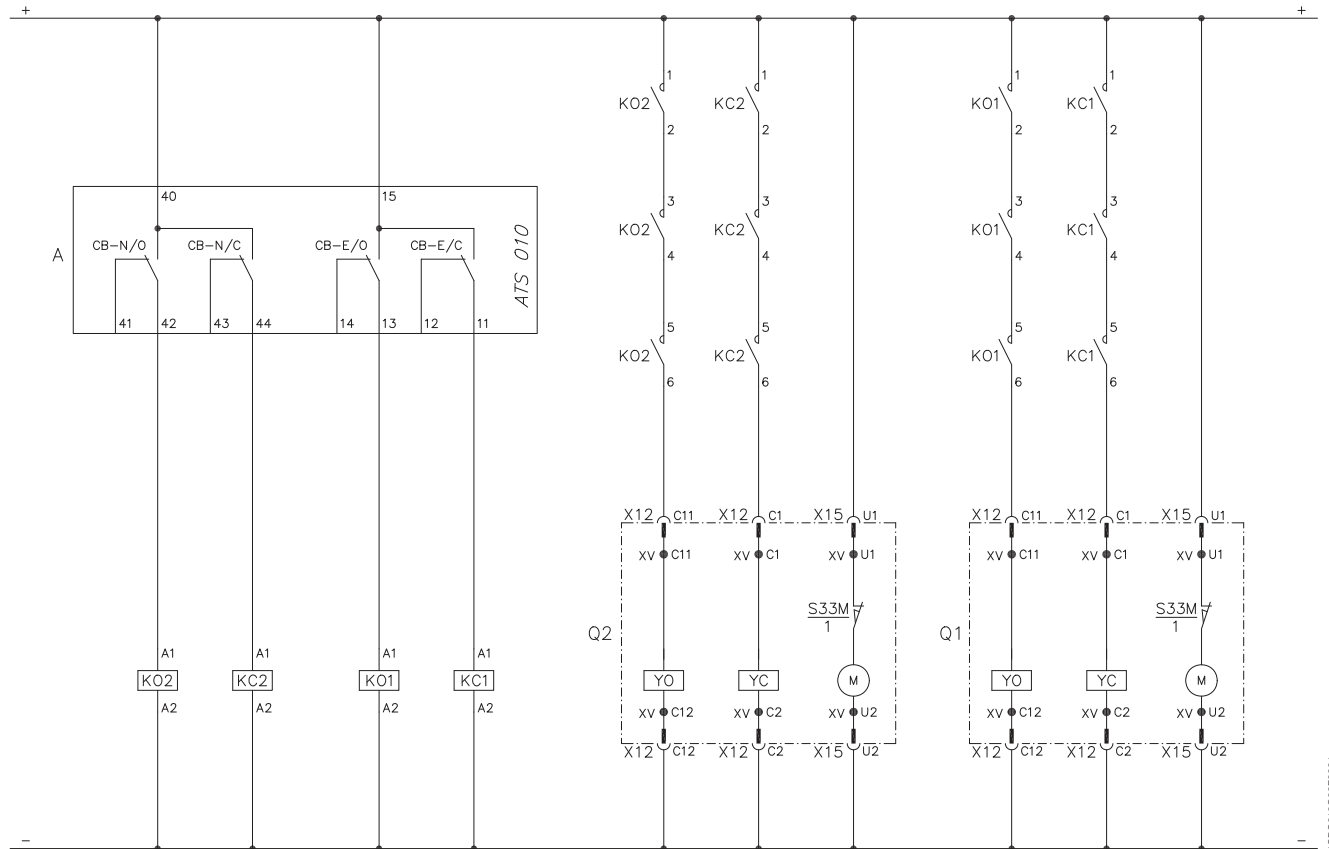 + +
1 1 1 1
KO2 KC2 KO1 KC1
2 2 2 2
40 15
3 3 3 3
KO2 KC2 KO1 KC1
4 4 4 4
A CB-N/O CB-N/C CB-E/O CB-E/C ATS 010
41 42 43 44 14 13 12 11
5 5 5 5
KO2 KC2 KO1 KC1
6 6 6 6
X12 C11 X12 C1 X15 U1 X12 C11 X12 C1 X15 U1
XV C11 XV C1 XV U1 XV C11 XV C1 XV U1
S33M S33M
1 1
Q2 Q1
A1 A1 A1 A1
KO2 KC2 KO1 KC1 YO YC M YO YC M
A2 A2 A2 A2
XV C12 XV C2 XV U2 XV C12 XV C2 XV U2
X12 C12 X12 C2 X15 U2 X12 C12 X12 C2 X15 U2
- -